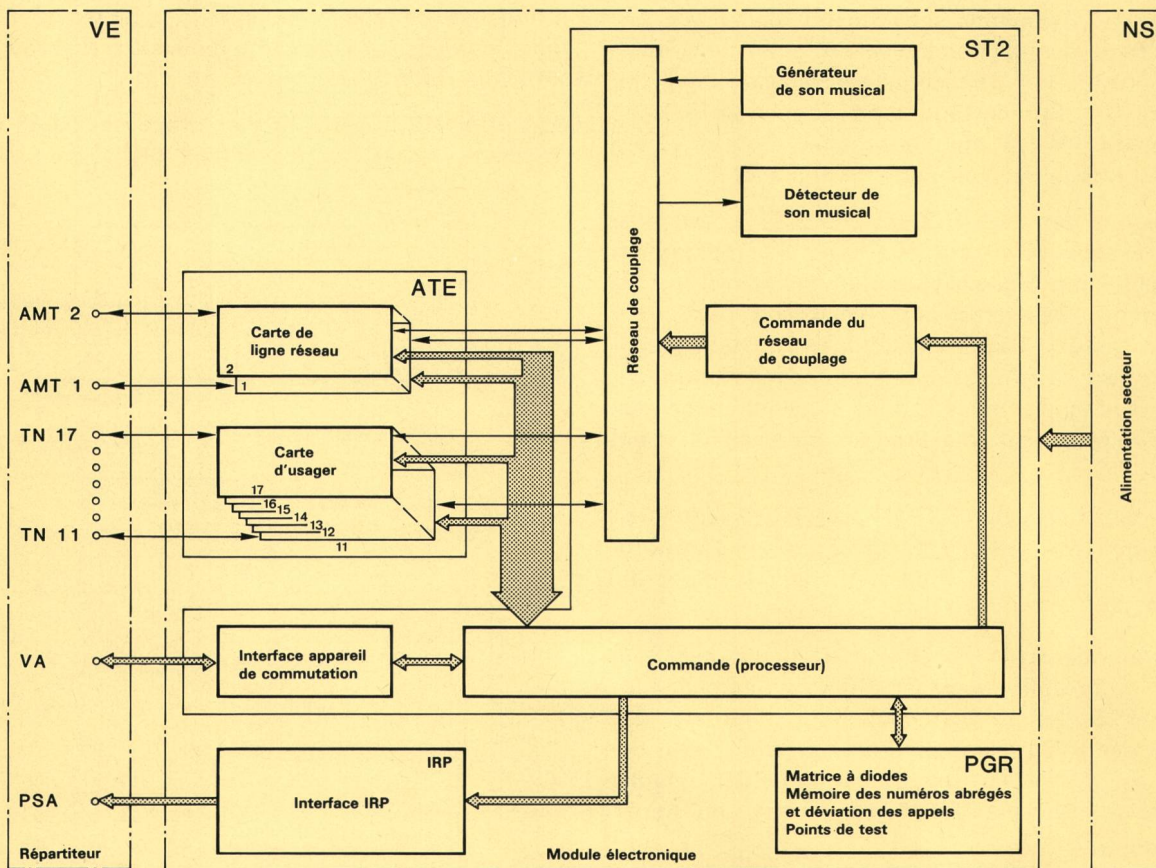 VE
ST2
NS
Générateur
de son musical
Détecteur de
son musical
Réseau de couplage
Commande du
réseau
de couplage
ATE
AMT 2
Carte de
ligne réseau
2
1
AMT 1
TN 17
Carte
d'usager
17
16
15
14
13
12
11
TN 11
Alimentation secteur
VA
Interface appareil
de commutation
Commande (processeur)
PSA
IRP
Interface IRP
PGR
Matrice à diodes
Mémoire des numéros abrégés
et déviation des appels
Points de test
Répartiteur
Module électronique